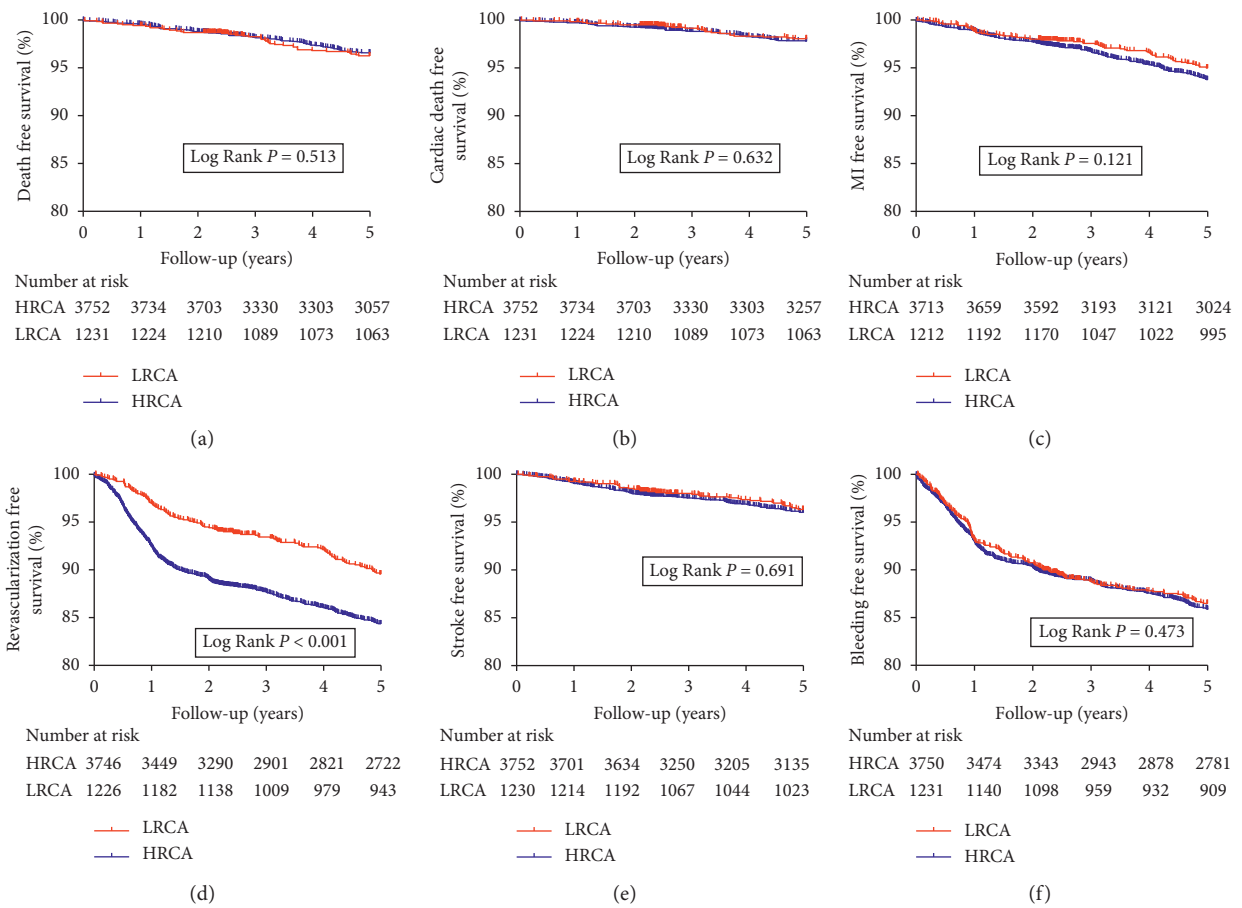 100
95
90
85
80
Death free survival (%)
Log Rank P = 0.513
0 1 2 3 4 5
Follow-up (years)
Number at risk
HRCA 3752 3734 3703 3330 3303 3057
LRCA 1231 1224 1210 1089 1073 1063
LRCA
HRCA
(a)
100
95
90
85
80
Cardiac death free
survival (%)
Log Rank P = 0.632
0 1 2 3 4 5
Follow-up (years)
Number at risk
HRCA 3752 3734 3703 3330 3303 3257
LRCA 1231 1224 1210 1089 1073 1063
LRCA
HRCA
(b)
100
95
90
85
80
MI free survival (%)
Log Rank P = 0.121
0 1 2 3 4 5
Follow-up (years)
Number at risk
HRCA 3713 3659 3592 3193 3121 3024
LRCA 1212 1192 1170 1047 1022 995
LRCA
HRCA
(c)
100
95
90
85
80
Revascularization free
survival (%)
Log Rank P < 0.001
0 1 2 3 4 5
Follow-up (years)
Number at risk
HRCA 3746 3449 3290 2901 2821 2722
LRCA 1226 1182 1138 1009 979 943
LRCA
HRCA
(d)
100
95
90
85
80
Stroke free survival (%)
Log Rank P = 0.691
0 1 2 3 4 5
Follow-up (years)
Number at risk
HRCA 3752 3701 3634 3250 3205 3135
LRCA 1230 1214 1192 1067 1044 1023
LRCA
HRCA
(e)
100
95
90
85
80
Bleeding free survival (%)
Log Rank P = 0.473
0 1 2 3 4 5
Follow-up (years)
Number at risk
HRCA 3750 3474 3343 2943 2878 2781
LRCA 1231 1140 1098 959 932 909
LRCA
HRCA
(f)